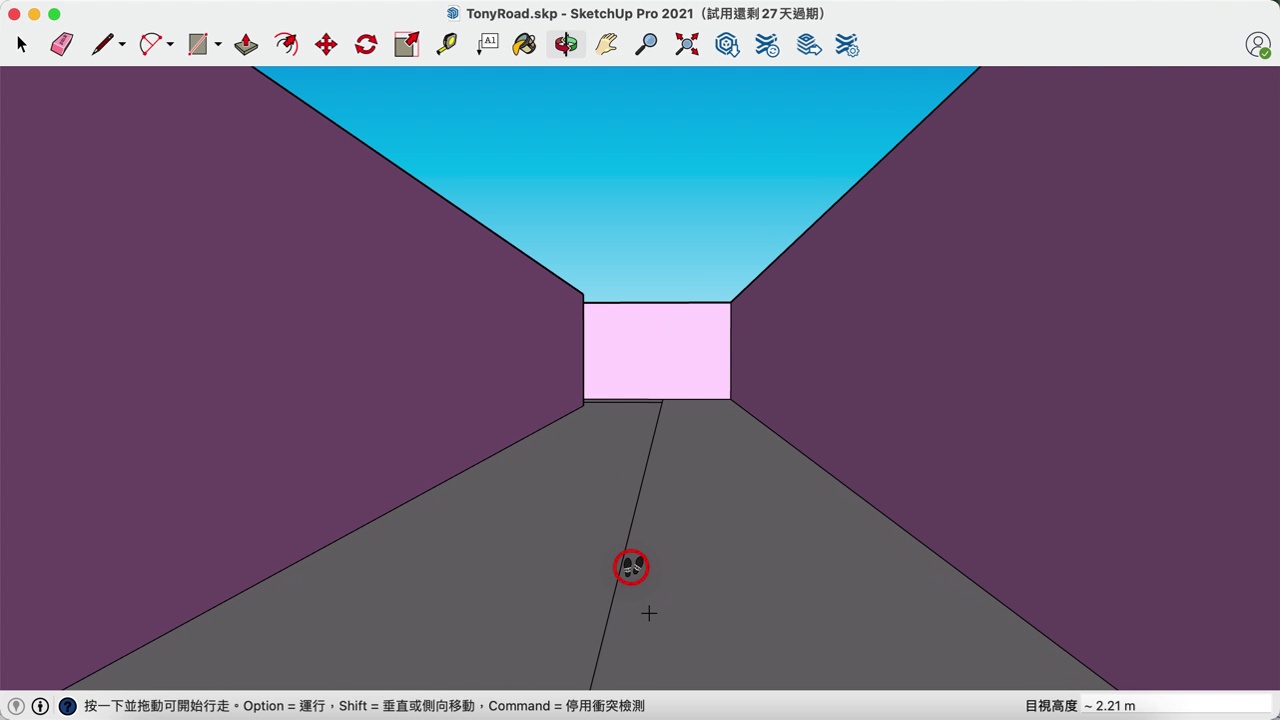 TonyRoad.skp - SketchUp Pro 2021（試用還剩 27 天過期）
A1
按一下並拖動可開始行走。Option = 運行，Shift = 垂直或側向移動，Command = 停用衝突檢測
目視高度 ~ 2.21 m